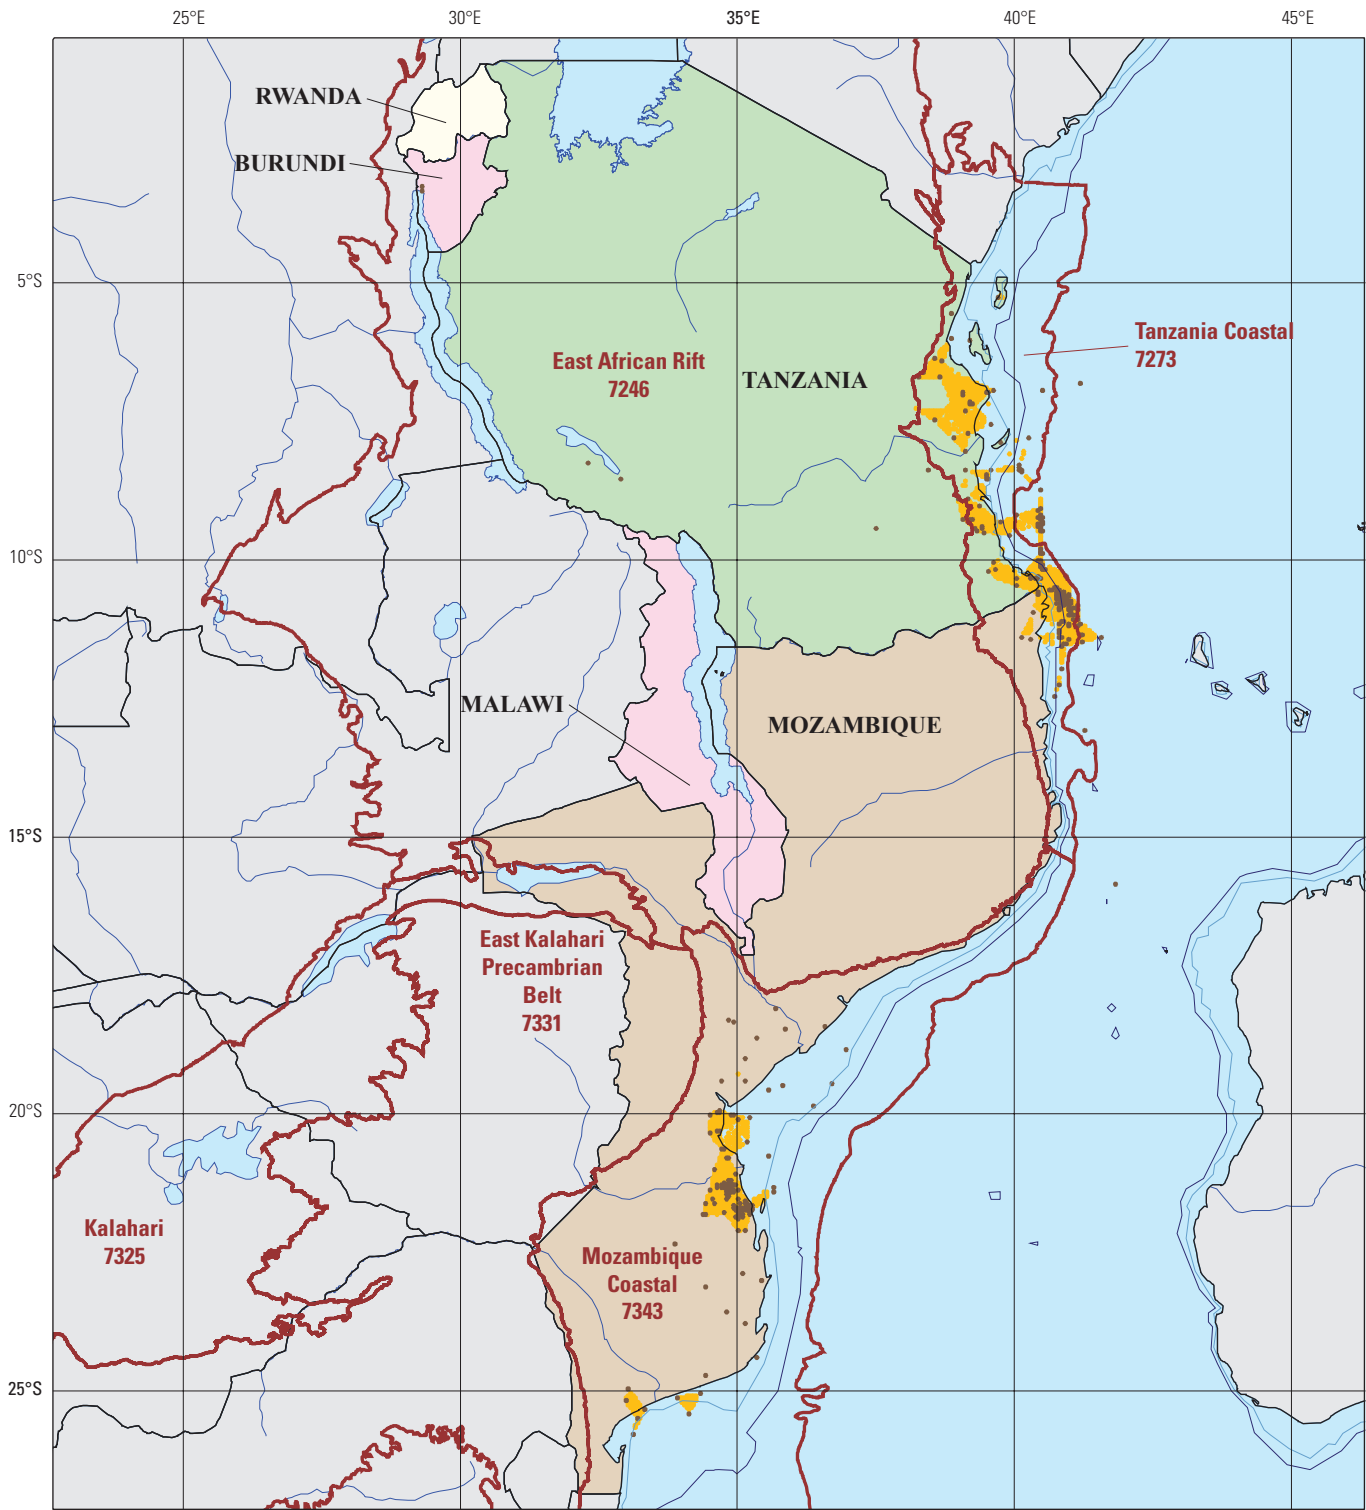 25°E
30°E
35°E
40°E
45°E
RWANDA
BURUNDI
5°S
Tanzania Coastal
7273
East African Rift
7246
TANZANIA
10°S
MALAWI
MOZAMBIQUE
15°S
East Kalahari
Precambrian
Belt
7331
20°S
Kalahari
7325
Mozambique
Coastal
7343
25°S